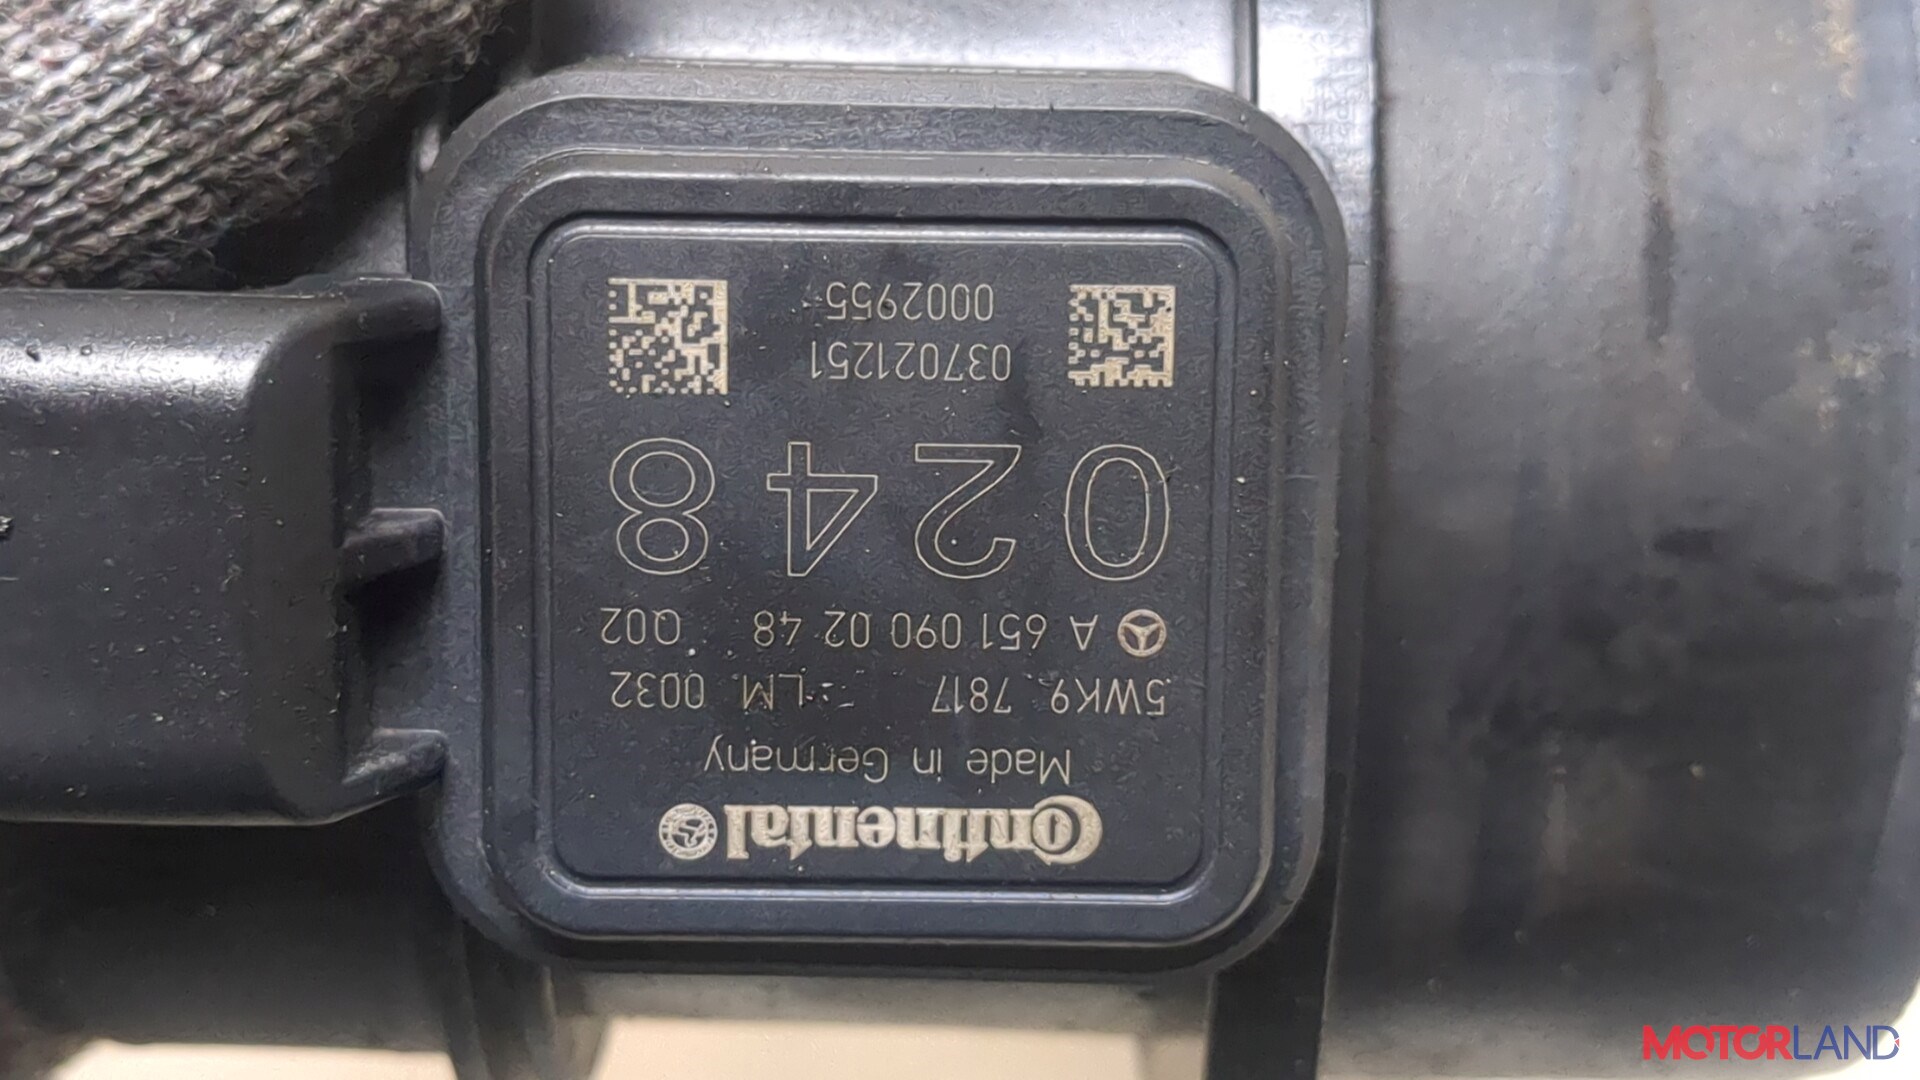 Continental
Made in Germany
5WK9 7817 LM 0032
A 651 090 02 48 Q02
0248
037021251
0002955
MOTORLAND